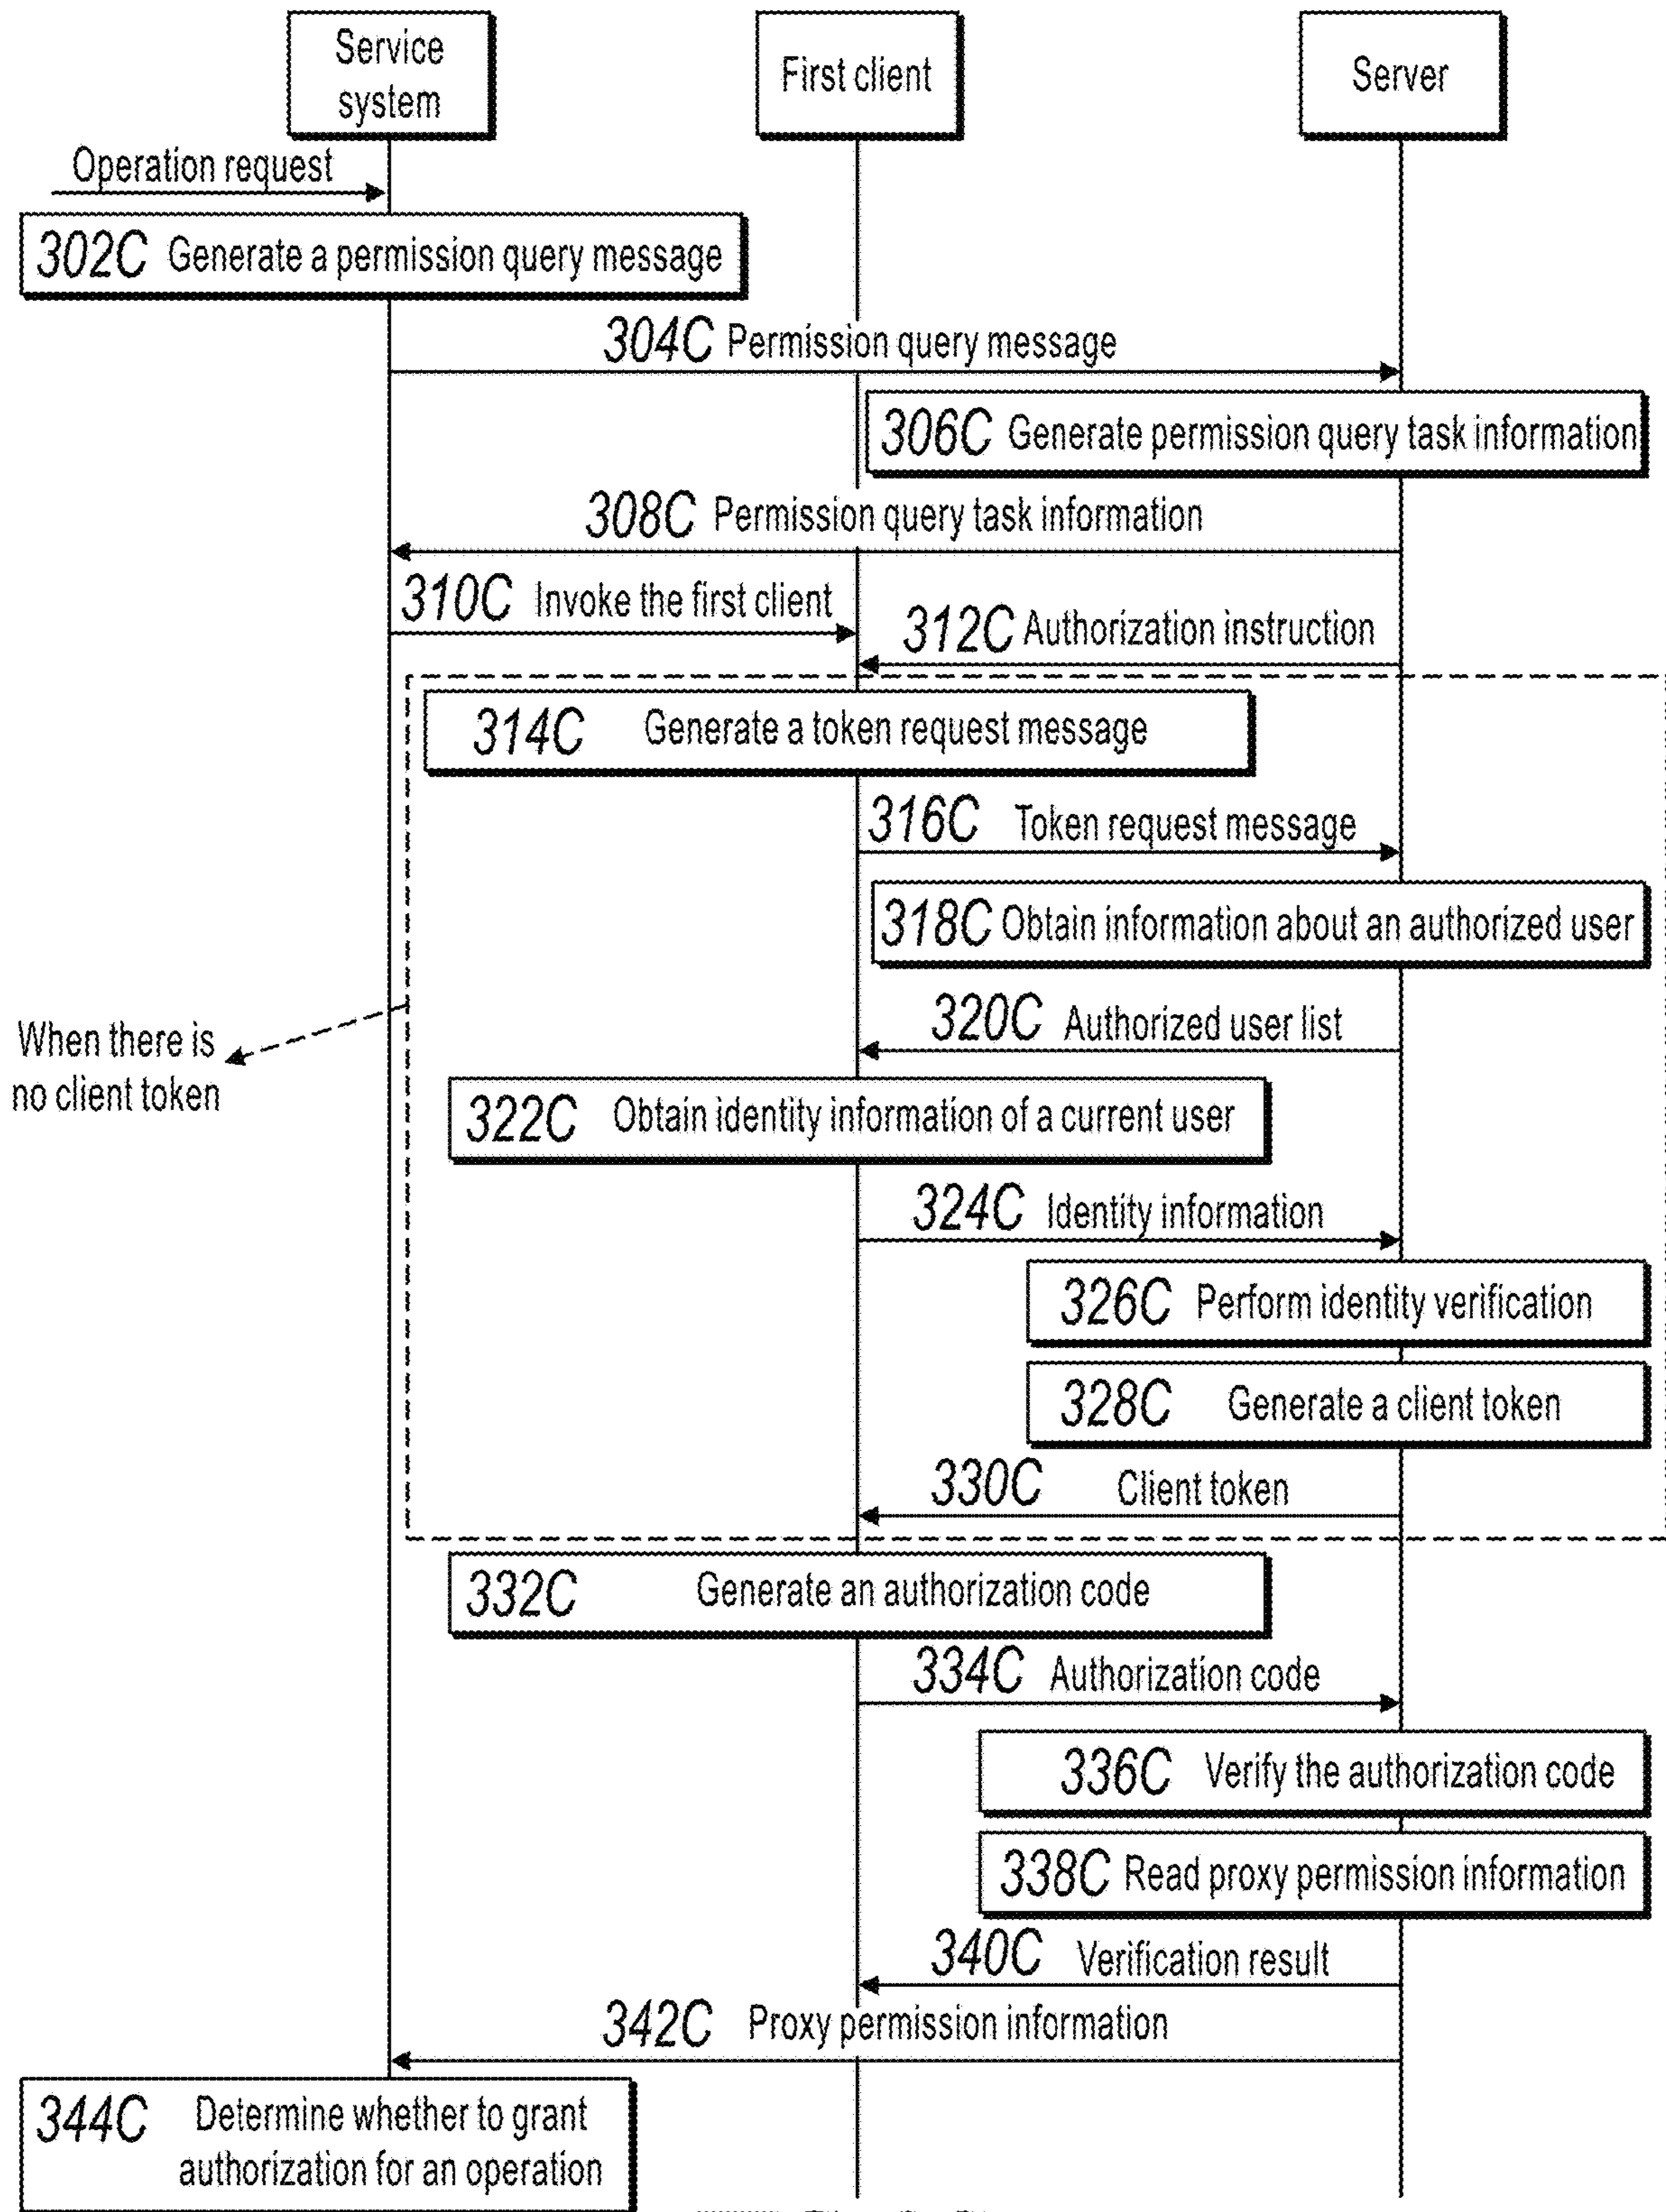 Service
system
First client
Server
Operation request
302C Generate a permission query message
304C Permission query message
306C Generate permission query task information
308C Permission query task information
310C Invoke the first client
312C Authorization instruction
314C Generate a token request message
316C Token request message
318C Obtain information about an authorized user
320C Authorized user list
When there is
no client token
322C Obtain identity information of a current user
324C Identity information
326C Perform identity verification
328C Generate a client token
330C Client token
332C Generate an authorization code
334C Authorization code
336C Verify the authorization code
338C Read proxy permission information
340C Verification result
342C Proxy permission information
344C Determine whether to grant
authorization for an operation